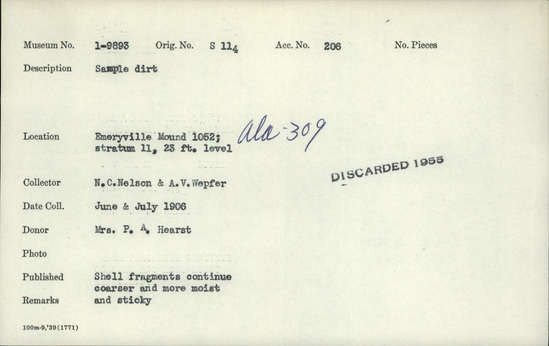 Museum No. 1-9893 Orig. No. S 114 Acc. No. 206 No. Pieces
Description Sample dirt
Location Emeryville Mound 1052;
stratum 11, 23 ft. level
Ala-309
DISCARDED 1955
Collector N.C.Nelson & A.V.Wepfer
Date Coll. June & July 1906
Donor Mrs. P. A. Hearst
Photo
Published Shell fragments continue
coarser and more moist
Remarks and sticky
100m-9,'39(1771)